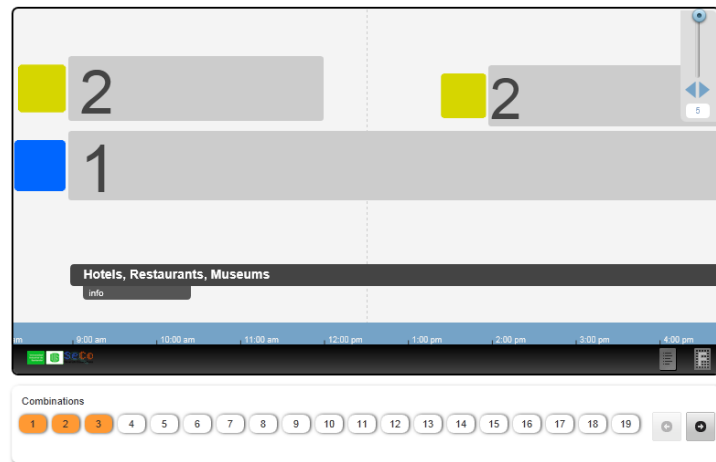 2
2
5
1
Hotels, Restaurants, Museums
info
m 9:00 am 10:00 am 11:00 am 12:00 pm 1:00 pm 2:00 pm 3:00 pm 4:00 pm
seco
Combinations
1 2 3 4 5 6 7 8 9 10 11 12 13 14 15 16 17 18 19